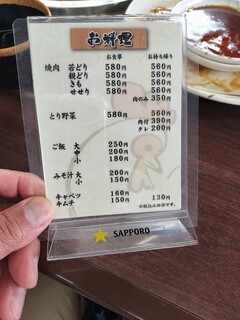 お料理
お食事 お持ち帰り
焼肉 若どり 580円 560円
親どり 580円 560円
きも 580円 560円
せせり 580円 560円
肉のみ 350円
とり野菜 580円 560円
肉付 390円
タレ 200円
ご飯 大 250円
中 200円
小 180円
みそ汁 大 200円
小 150円
キャベツ 160円 130円
キムチ 150円
※税込み価格です。
SAPPORO